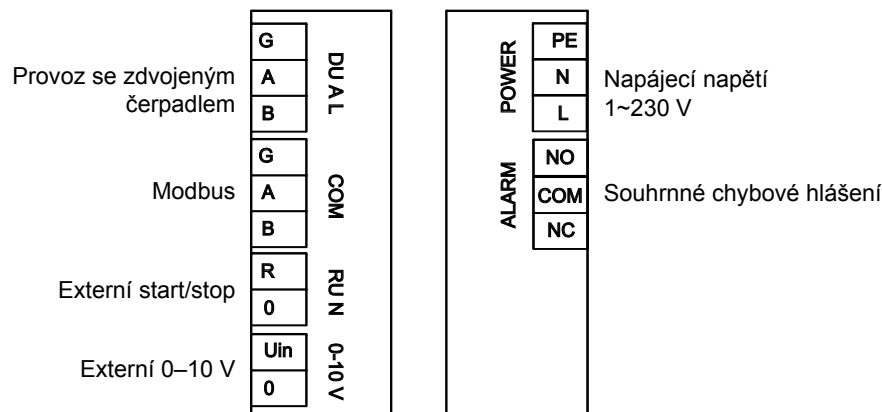 Provoz se zdvojeným
čerpadlem
G
A
B
DUAL
Modbus
G
A
B
COM
Externí start/stop
R
0
RUN
Externí 0–10 V
Uin
0
0-10 V
POWER
PE
N
L
Napájecí napětí
1~230 V
ALARM
NO
COM
NC
Souhrnné chybové hlášení